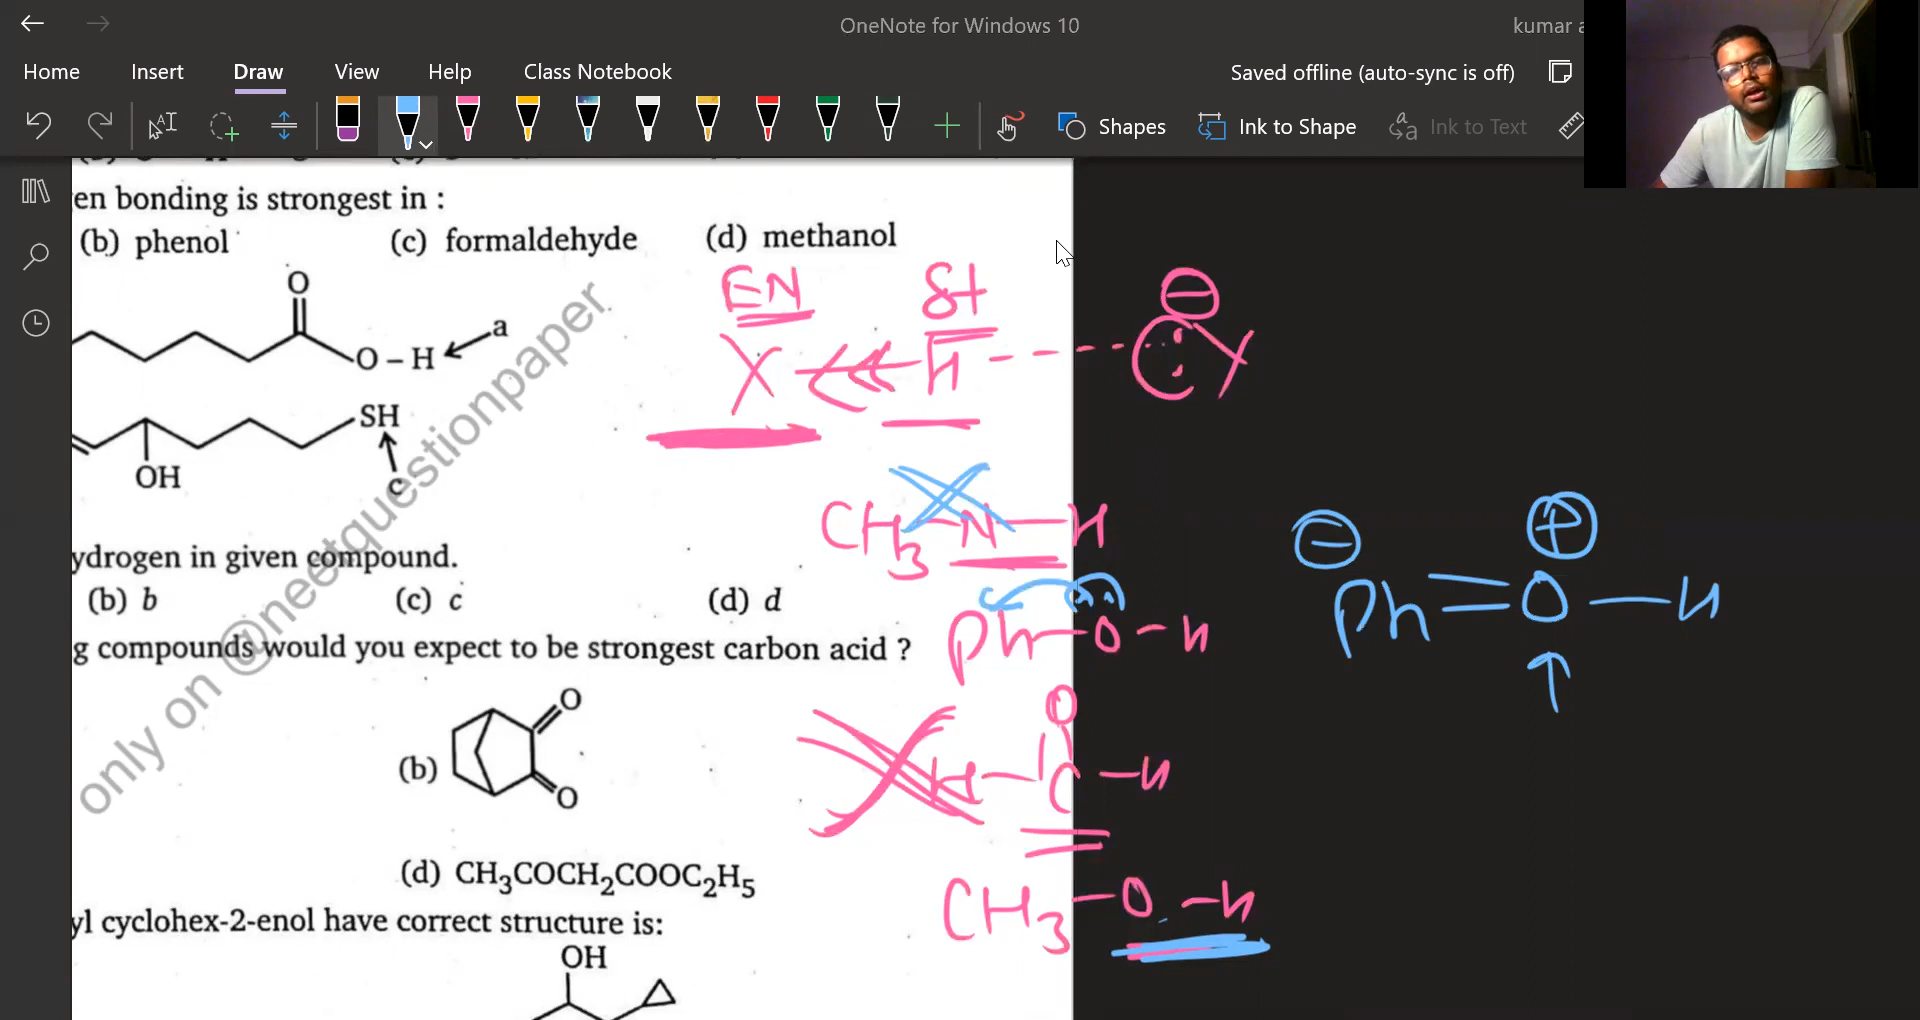 OneNote for Windows 10
kumar a
Home Insert Draw View Help Class Notebook
Saved offline (auto-sync is off)
Shapes Ink to Shape Ink to Text
en bonding is strongest in :
(b) phenol (c) formaldehyde (d) methanol
EN δ+ ⊖
X H X
O
O – H a
SH
OH
c
CH3 – N – H
⊖ ⊕
Ph = O – H
ydrogen in given compound.
(b) b (c) c (d) d
Ph – O – H
g compounds would you expect to be strongest carbon acid ?
O
H – C – H
(b) O
O
CH3 – O – H
(d) CH3COCH2COOC2H5
yl cyclohex-2-enol have correct structure is:
OH
only on @neetquestionpaper